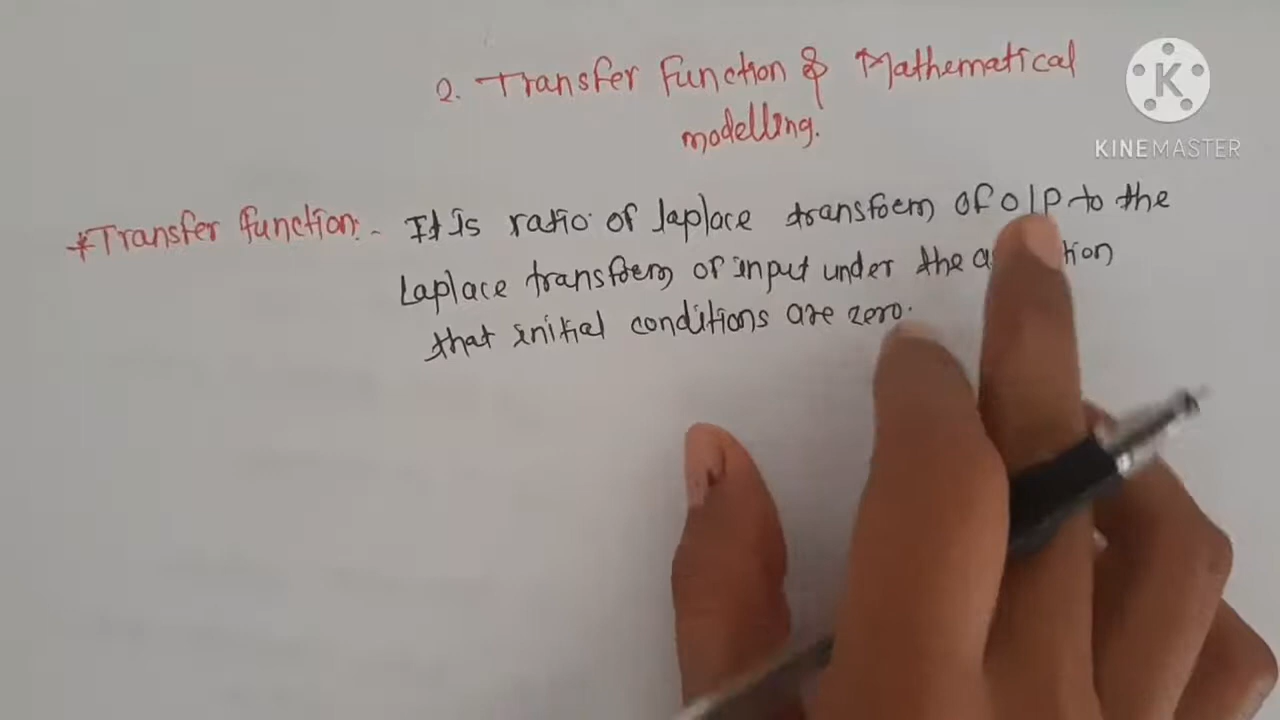 2. Transfer Function & Mathematical
modelling.
*Transfer function:- It is ratio of laplace transform of O/P to the
Laplace transform of input under the
that initial conditions are zero.
K
KINEMASTER